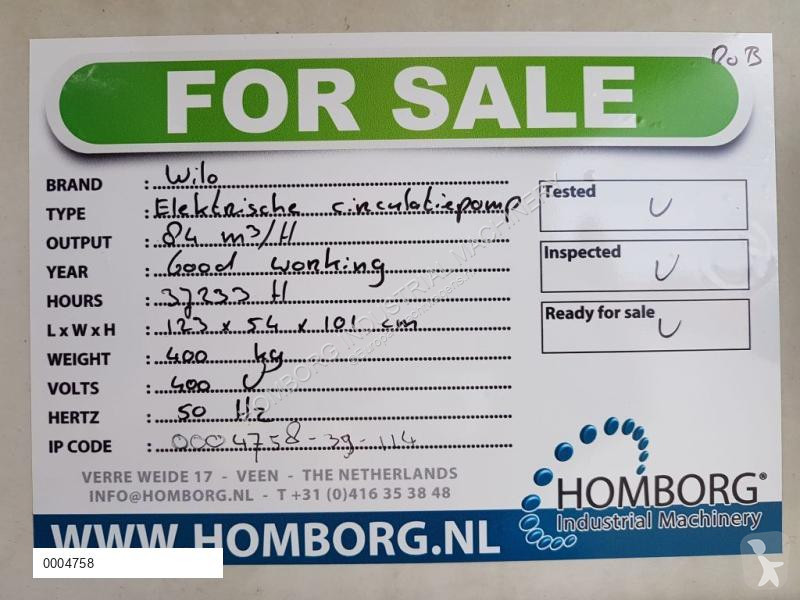 RoB
FOR SALE
BRAND : Wilo
TYPE : Elektrische circulatiepomp
OUTPUT : 84 m³/H
YEAR : Good working
HOURS : 37233 H
L x W x H : 123 x 54 x 101 cm
WEIGHT : 400 kg
VOLTS : 400 V
HERTZ : 50 Hz
IP CODE : 0004758-39-114
Tested
Inspected
Ready for sale
VERRE WEIDE 17 - VEEN - THE NETHERLANDS
INFO@HOMBORG.NL - T +31 (0)416 35 38 48
HOMBORG®
Industrial Machinery
WWW.HOMBORG.NL
0004758
HOMBORG INDUSTRIAL MACHINERY